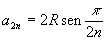 a₂ₙ = 2R sen π/2n